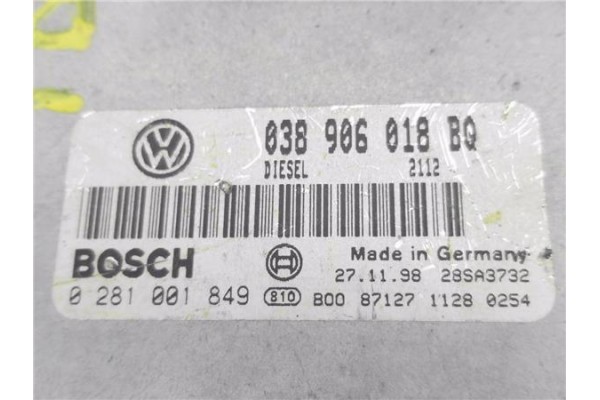 038 906 018 BQ
DIESEL 2112
BOSCH
Made in Germany
27.11.98 28SA3732
0 281 001 849 810 B00 87127 1128 0254